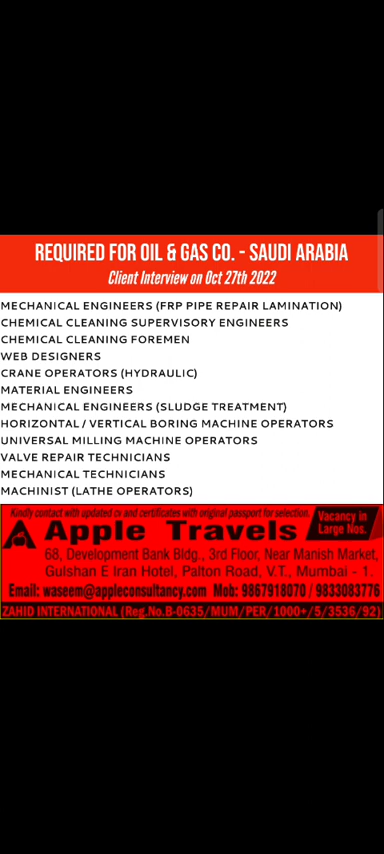 REQUIRED FOR OIL & GAS CO. - SAUDI ARABIA
Client Interview on Oct 27th 2022
MECHANICAL ENGINEERS (FRP PIPE REPAIR LAMINATION)
CHEMICAL CLEANING SUPERVISORY ENGINEERS
CHEMICAL CLEANING FOREMEN
WEB DESIGNERS
CRANE OPERATORS (HYDRAULIC)
MATERIAL ENGINEERS
MECHANICAL ENGINEERS (SLUDGE TREATMENT)
HORIZONTAL / VERTICAL BORING MACHINE OPERATORS
UNIVERSAL MILLING MACHINE OPERATORS
VALVE REPAIR TECHNICIANS
MECHANICAL TECHNICIANS
MACHINIST (LATHE OPERATORS)
Kindly contact with updated cv and certificates with original passport for selection.
Vacancy in
Large Nos.
Apple Travels
68, Development Bank Bldg., 3rd Floor, Near Manish Market,
Gulshan E Iran Hotel, Palton Road, V.T., Mumbai - 1.
Email: waseem@appleconsultancy.com Mob: 9867918070 / 9833083776
ZAHID INTERNATIONAL (Reg.No.B-0635/MUM/PER/1000+/5/3536/92)